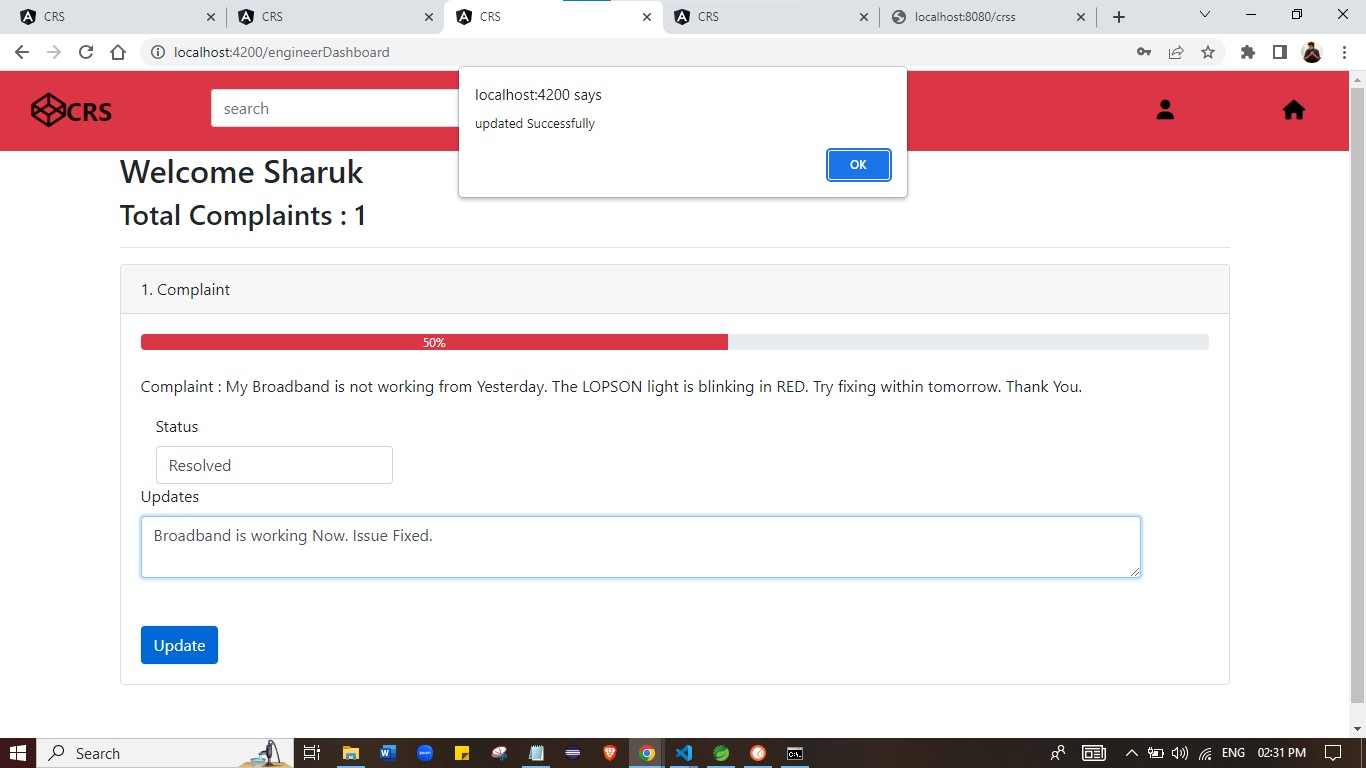 CRS
CRS
CRS
CRS
localhost:8080/crss
localhost:4200/engineerDashboard
CRS
search
localhost:4200 says
updated Successfully
OK
Welcome Sharuk
Total Complaints : 1
1. Complaint
50%
Complaint : My Broadband is not working from Yesterday. The LOPSON light is blinking in RED. Try fixing within tomorrow. Thank You.
Status
Resolved
Updates
Broadband is working Now. Issue Fixed.
Update
Search
ENG
02:31 PM